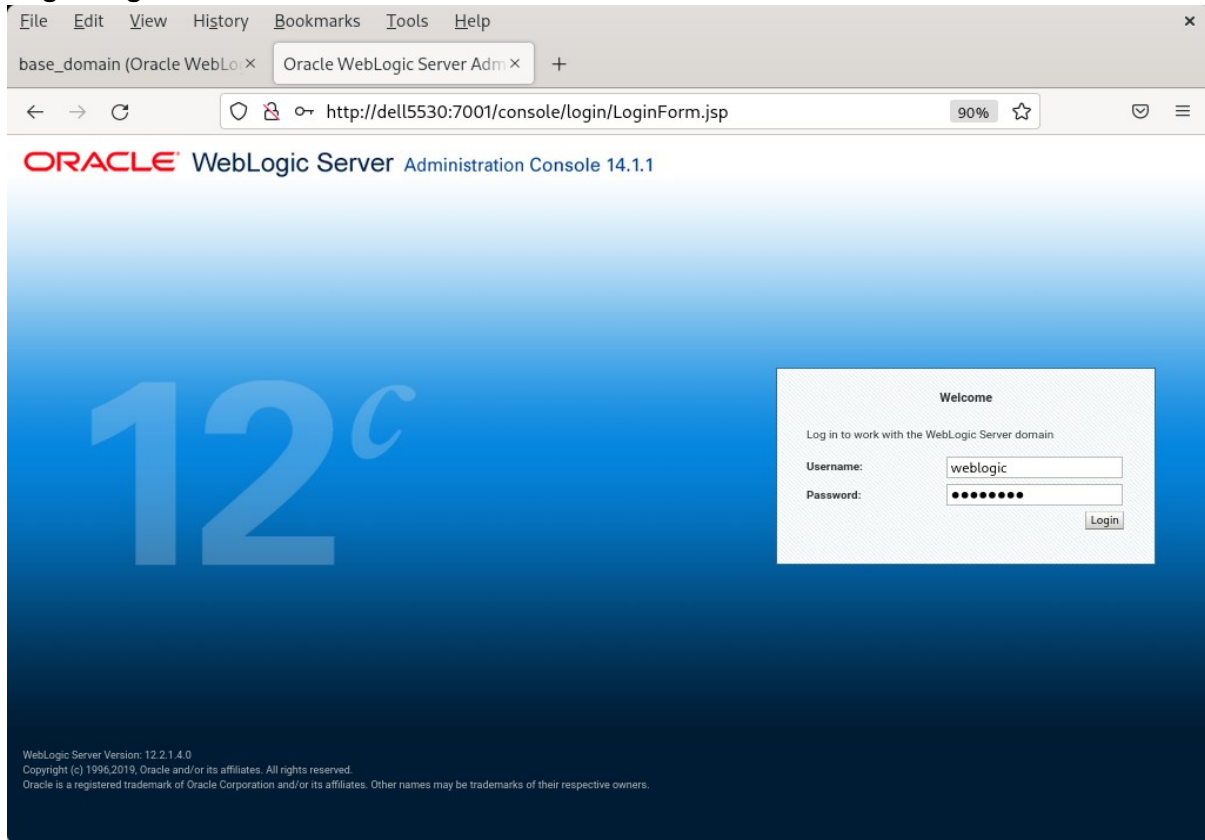 File Edit View History Bookmarks Tools Help
base_domain (Oracle WebLo
Oracle WebLogic Server Adm
http://dell5530:7001/console/login/LoginForm.jsp 90%
ORACLE WebLogic Server Administration Console 14.1.1
12c
Welcome
Log in to work with the WebLogic Server domain
Username: weblogic
Password: ●●●●●●●●
Login
WebLogic Server Version: 12.2.1.4.0
Copyright (c) 1996,2019, Oracle and/or its affiliates. All rights reserved.
Oracle is a registered trademark of Oracle Corporation and/or its affiliates. Other names may be trademarks of their respective owners.